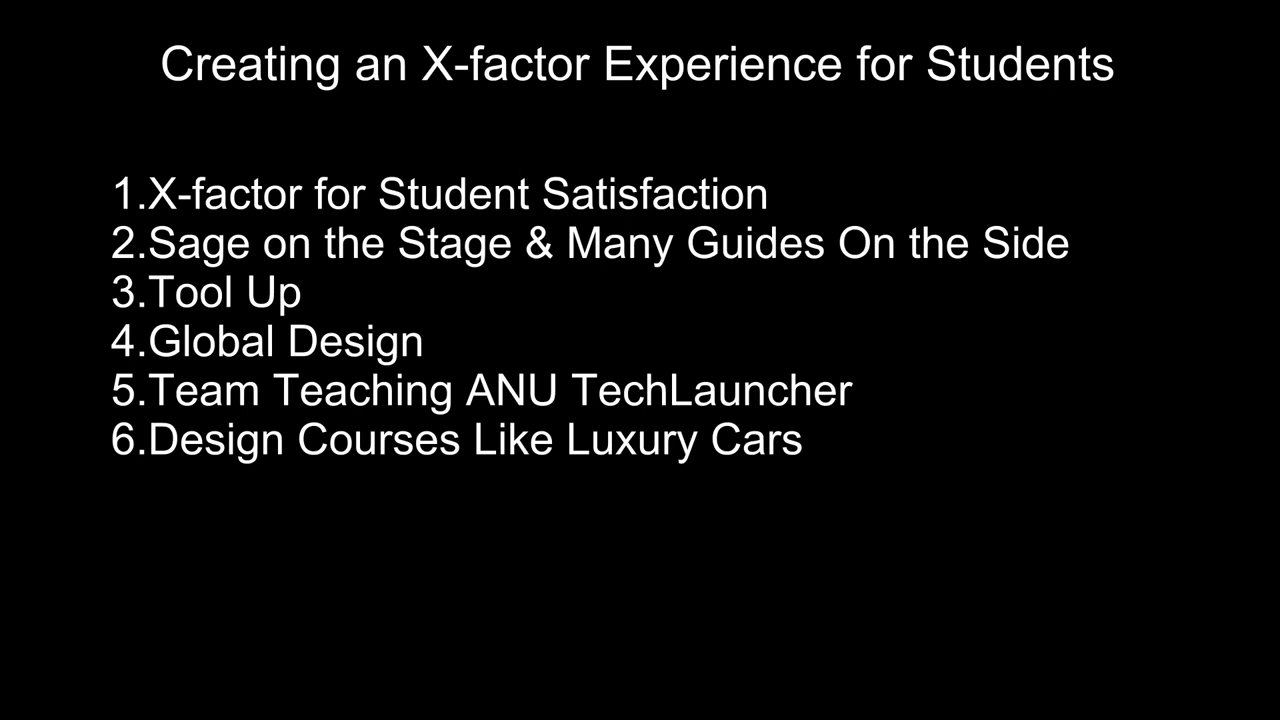 Creating an X-factor Experience for Students
1.X-factor for Student Satisfaction
2.Sage on the Stage & Many Guides On the Side
3.Tool Up
4.Global Design
5.Team Teaching ANU TechLauncher
6.Design Courses Like Luxury Cars